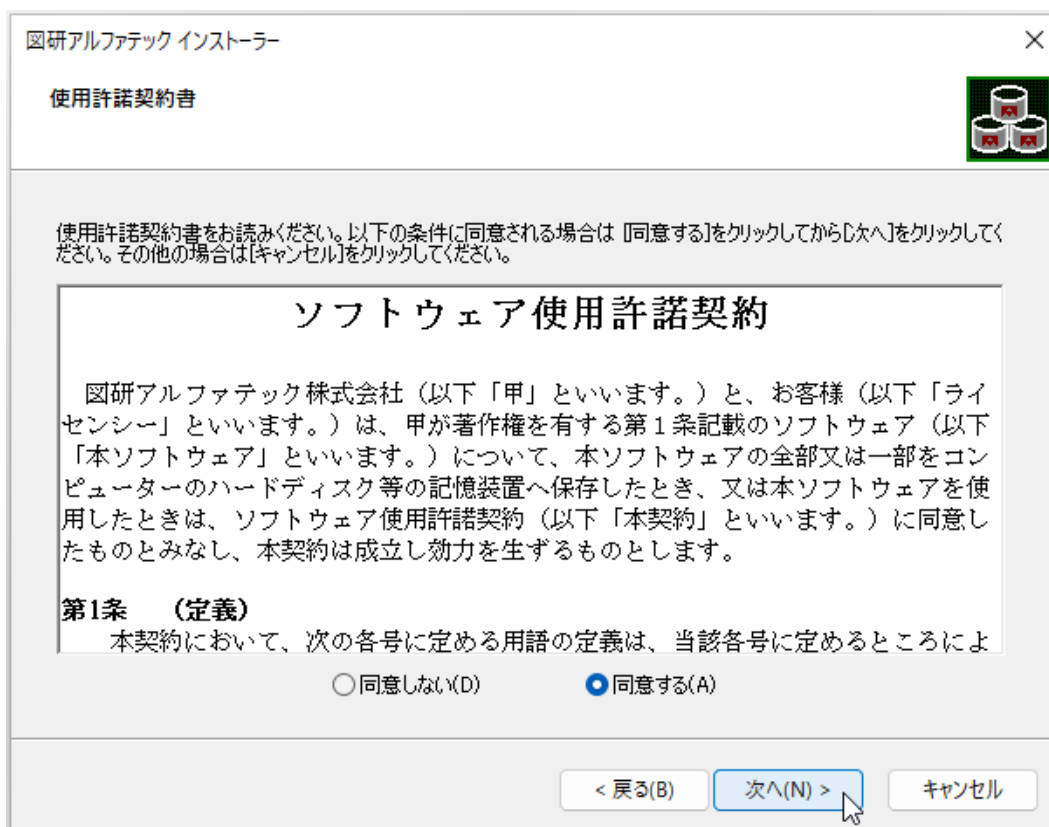 図研アルファテック インストーラー
使用許諾契約書
使用許諾契約書をお読みください。以下の条件に同意される場合は [同意する]をクリックしてから[次へ]をクリックしてく
ださい。その他の場合は[キャンセル]をクリックしてください。
ソフトウェア使用許諾契約
図研アルファテック株式会社（以下「甲」といいます。）と、お客様（以下「ライ
センシー」といいます。）は、甲が著作権を有する第１条記載のソフトウェア（以下
「本ソフトウェア」といいます。）について、本ソフトウェアの全部又は一部をコン
ピューターのハードディスク等の記憶装置へ保存したとき、又は本ソフトウェアを使
用したときは、ソフトウェア使用許諾契約（以下「本契約」といいます。）に同意し
たものとみなし、本契約は成立し効力を生ずるものとします。
第1条　（定義）
本契約において、次の各号に定める用語の定義は、当該各号に定めるところによ
同意しない(D) 同意する(A)
< 戻る(B) 次へ(N) > キャンセル